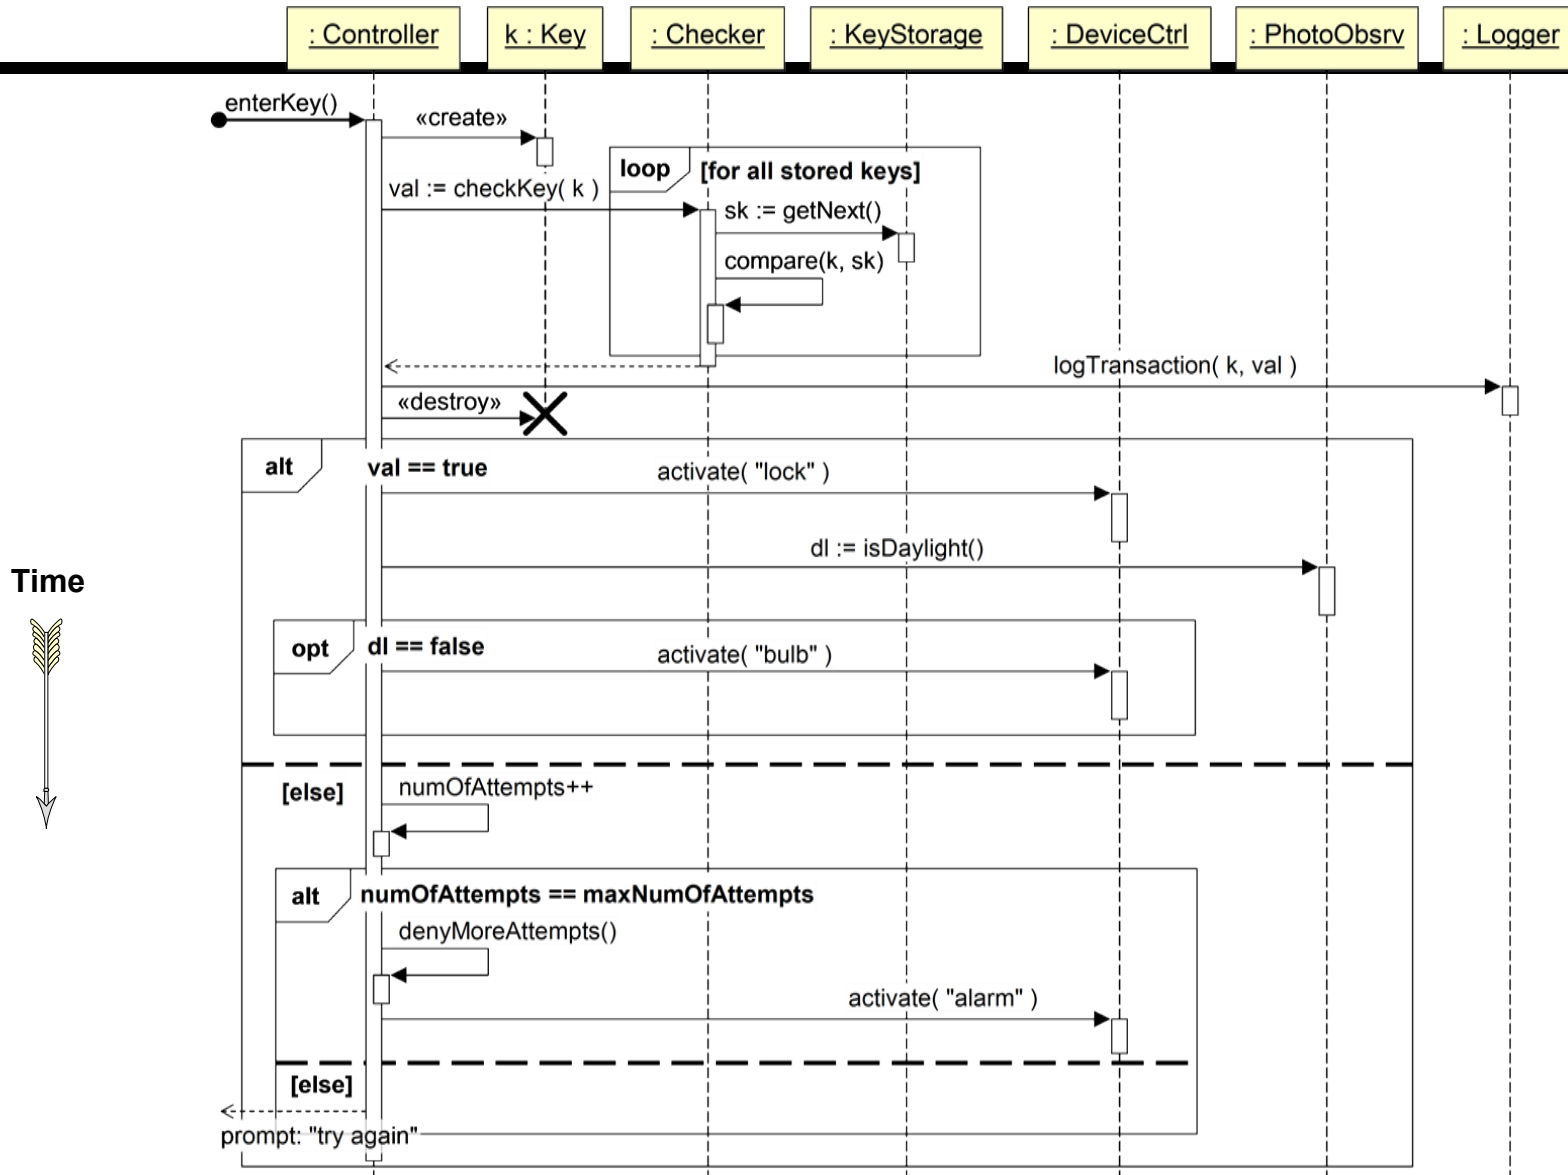 : Controller
k : Key
: Checker
: KeyStorage
: DeviceCtrl
: PhotoObsrv
: Logger
enterKey()
«create»
loop
[for all stored keys]
val := checkKey( k )
sk := getNext()
compare(k, sk)
logTransaction( k, val )
«destroy»
alt
val == true
activate( "lock" )
dl := isDaylight()
Time
opt
dl == false
activate( "bulb" )
[else]
numOfAttempts++
alt
numOfAttempts == maxNumOfAttempts
denyMoreAttempts()
activate( "alarm" )
[else]
prompt: "try again"